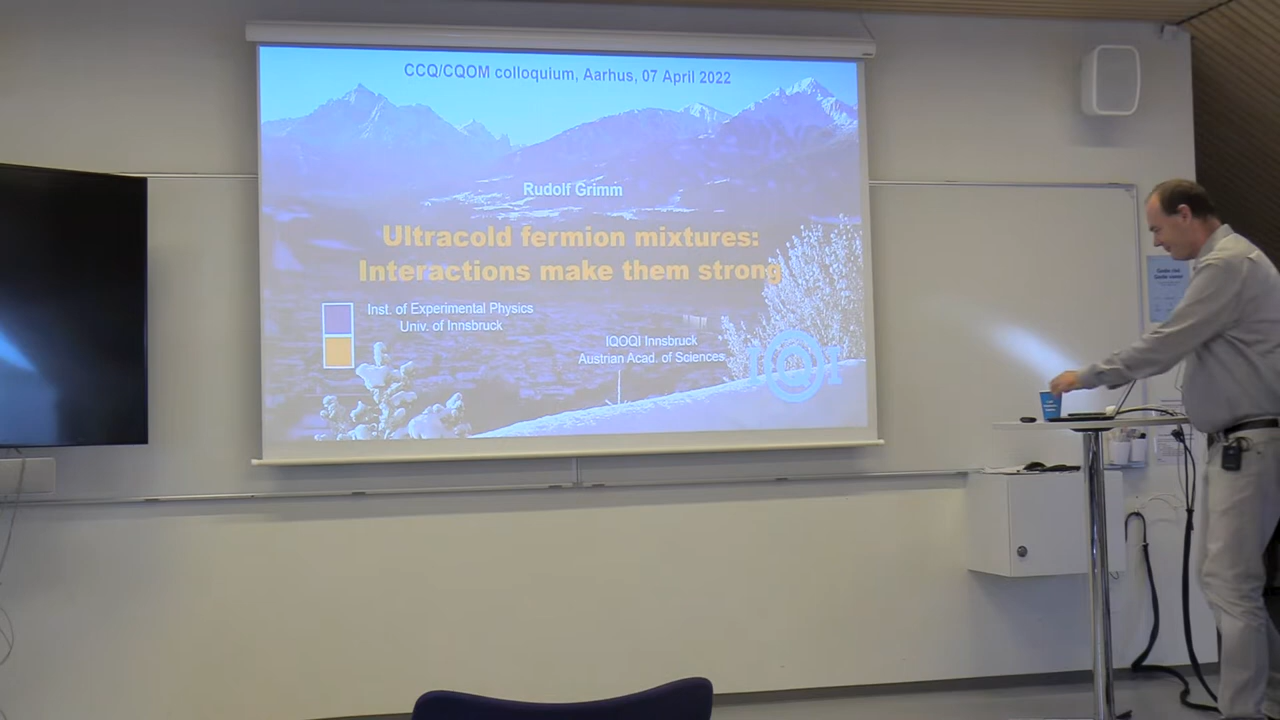 CCQ/CQOM colloquium, Aarhus, 07 April 2022
Rudolf Grimm
Ultracold fermion mixtures:
Interactions make them strong
Inst. of Experimental Physics
Univ. of Innsbruck
IQOQI Innsbruck
Austrian Acad. of Sciences
IQOQI